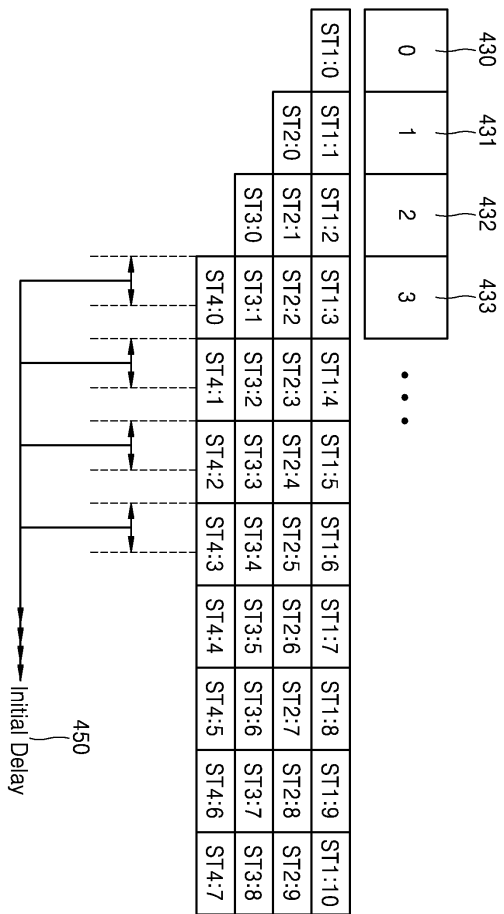 430 431 432 433
0 1 2 3 • • •
ST1:0 ST1:1 ST1:2 ST1:3 ST1:4 ST1:5 ST1:6 ST1:7 ST1:8 ST1:9 ST1:10
ST2:0 ST2:1 ST2:2 ST2:3 ST2:4 ST2:5 ST2:6 ST2:7 ST2:8 ST2:9
ST3:0 ST3:1 ST3:2 ST3:3 ST3:4 ST3:5 ST3:6 ST3:7 ST3:8
ST4:0 ST4:1 ST4:2 ST4:3 ST4:4 ST4:5 ST4:6 ST4:7
450
Initial Delay